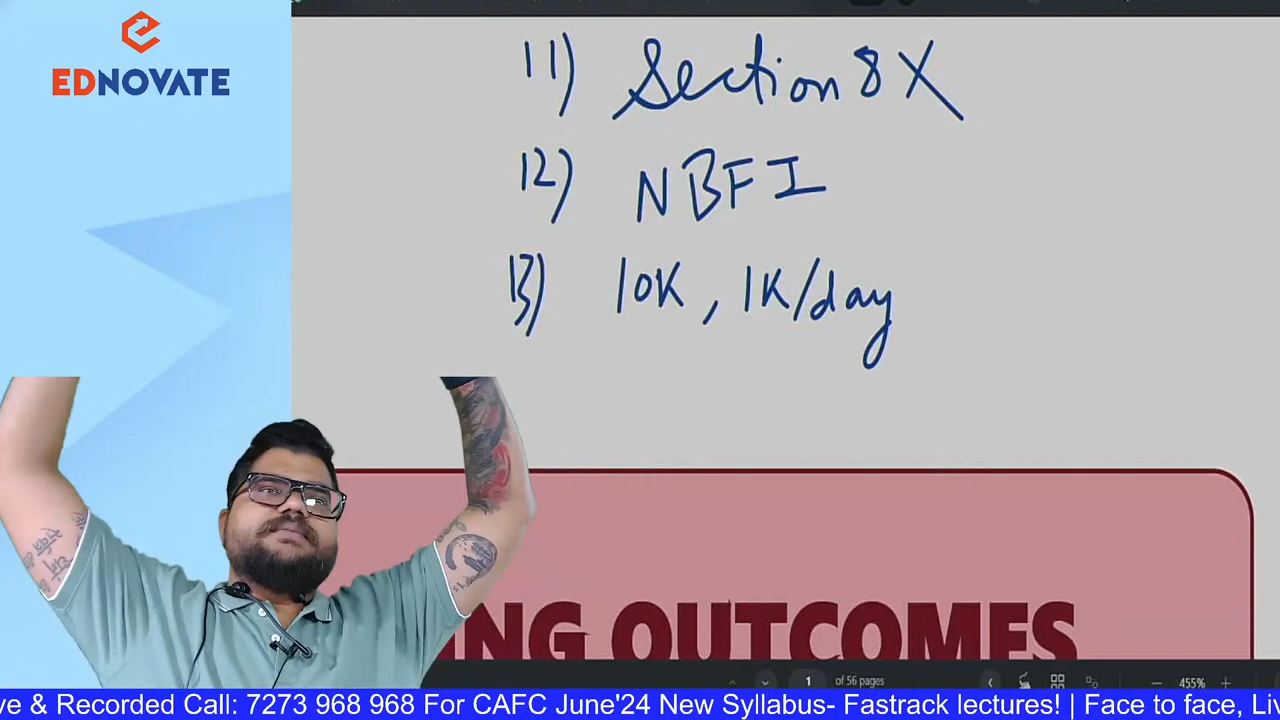 EDNOVATE
11) Section 8 X
12) NBFI
13) 10K, 1K/day
ING OUTCOMES
1 of 56 pages
455%
ve & Recorded Call: 7273 968 968 For CAFC June'24 New Syllabus- Fastrack lectures! | Face to face, Liv